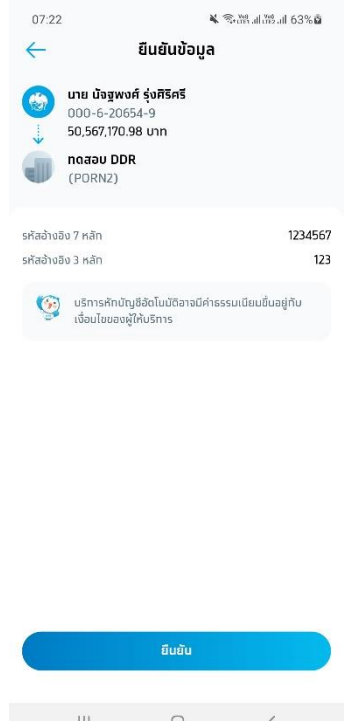 07:22
63%
ยืนยันข้อมูล
นาย นัจฐพงศ์ รุ่งศิริศรี
000-6-20654-9
50,567,170.98 บาท
ทดสอบ DDR
(PORN2)
รหัสอ้างอิง 7 หลัก 1234567
รหัสอ้างอิง 3 หลัก 123
บริการหักบัญชีอัตโนมัติอาจมีค่าธรรมเนียมขึ้นอยู่กับ
เงื่อนไขของผู้ให้บริการ
ยืนยัน